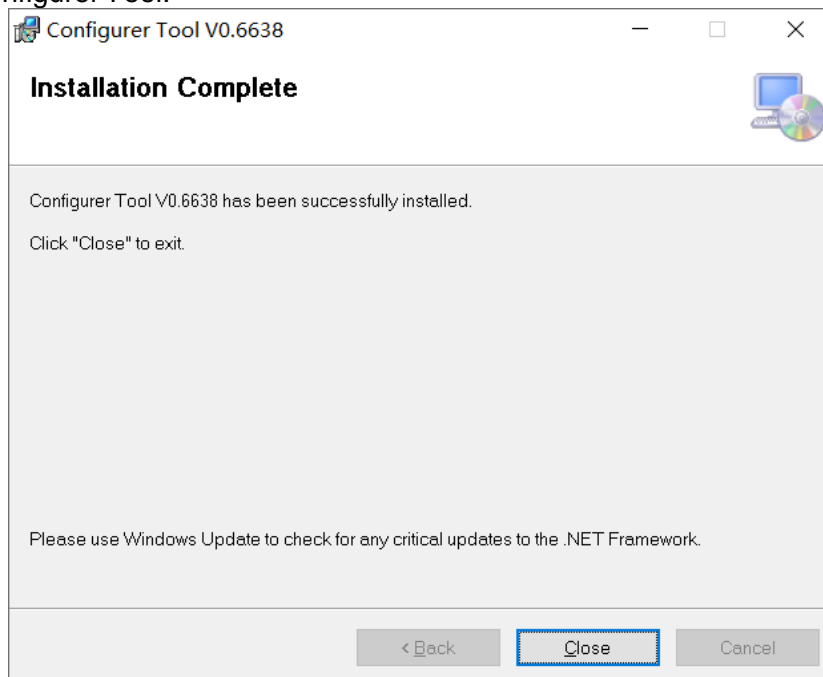 Configurer Tool V0.6638
Installation Complete
Configurer Tool V0.6638 has been successfully installed.
Click "Close" to exit.
Please use Windows Update to check for any critical updates to the .NET Framework.
< Back
Close
Cancel